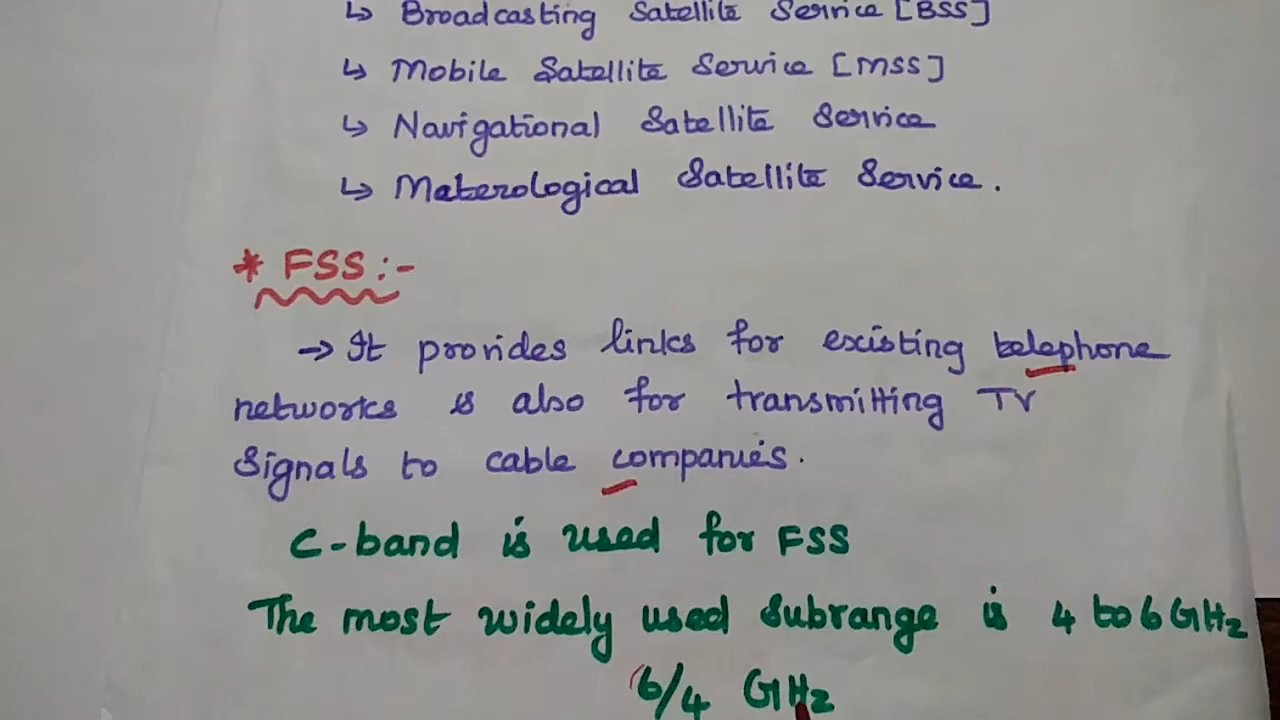 ↳ Broadcasting Satellite Service [BSS]
↳ Mobile Satellite Service [MSS]
↳ Navigational Satellite Service
↳ Materological Satellite Service.
* FSS:-
→ It provides links for existing telephone
networks is also for transmitting TV
Signals to cable companies.
C-band is used for FSS
The most widely used subrange is 4 to 6 GHz
6/4 GHz